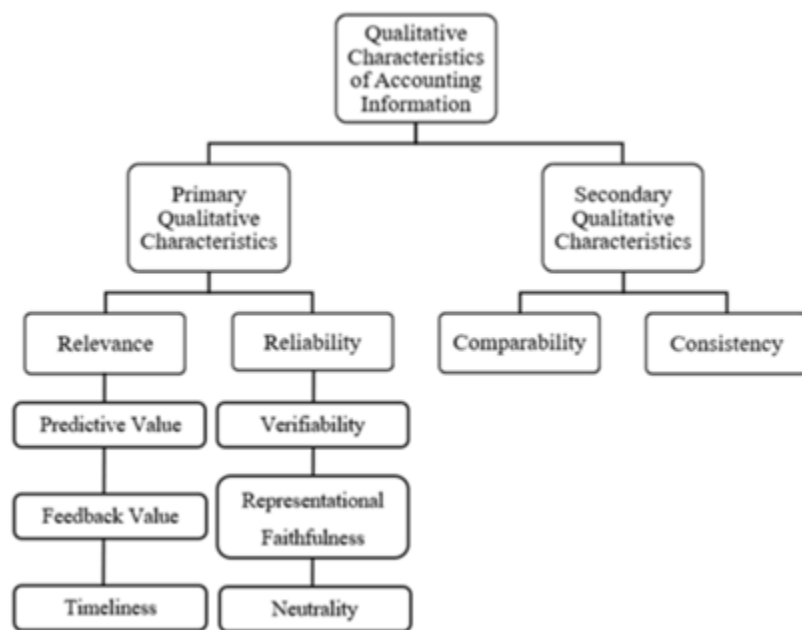 Qualitative
Characteristics
of Accounting
Information
Primary
Qualitative
Characteristics
Secondary
Qualitative
Characteristics
Relevance
Reliability
Comparability
Consistency
Predictive Value
Verifiability
Feedback Value
Representational
Faithfulness
Timeliness
Neutrality